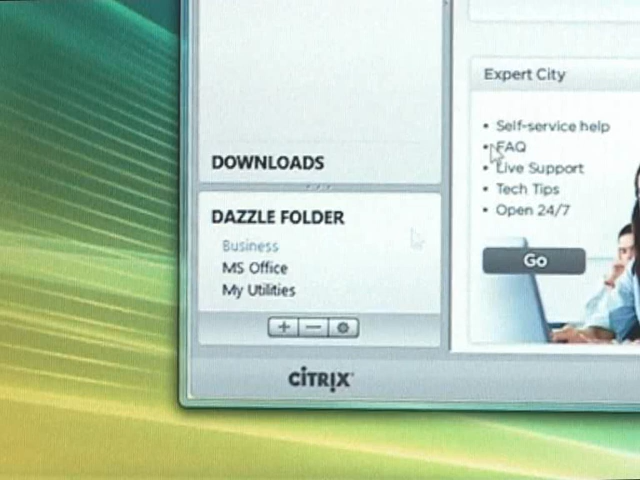 DOWNLOADS
DAZZLE FOLDER
Business
MS Office
My Utilities
CITRIX
Expert City
• Self-service help
• FAQ
• Live Support
• Tech Tips
• Open 24/7
Go